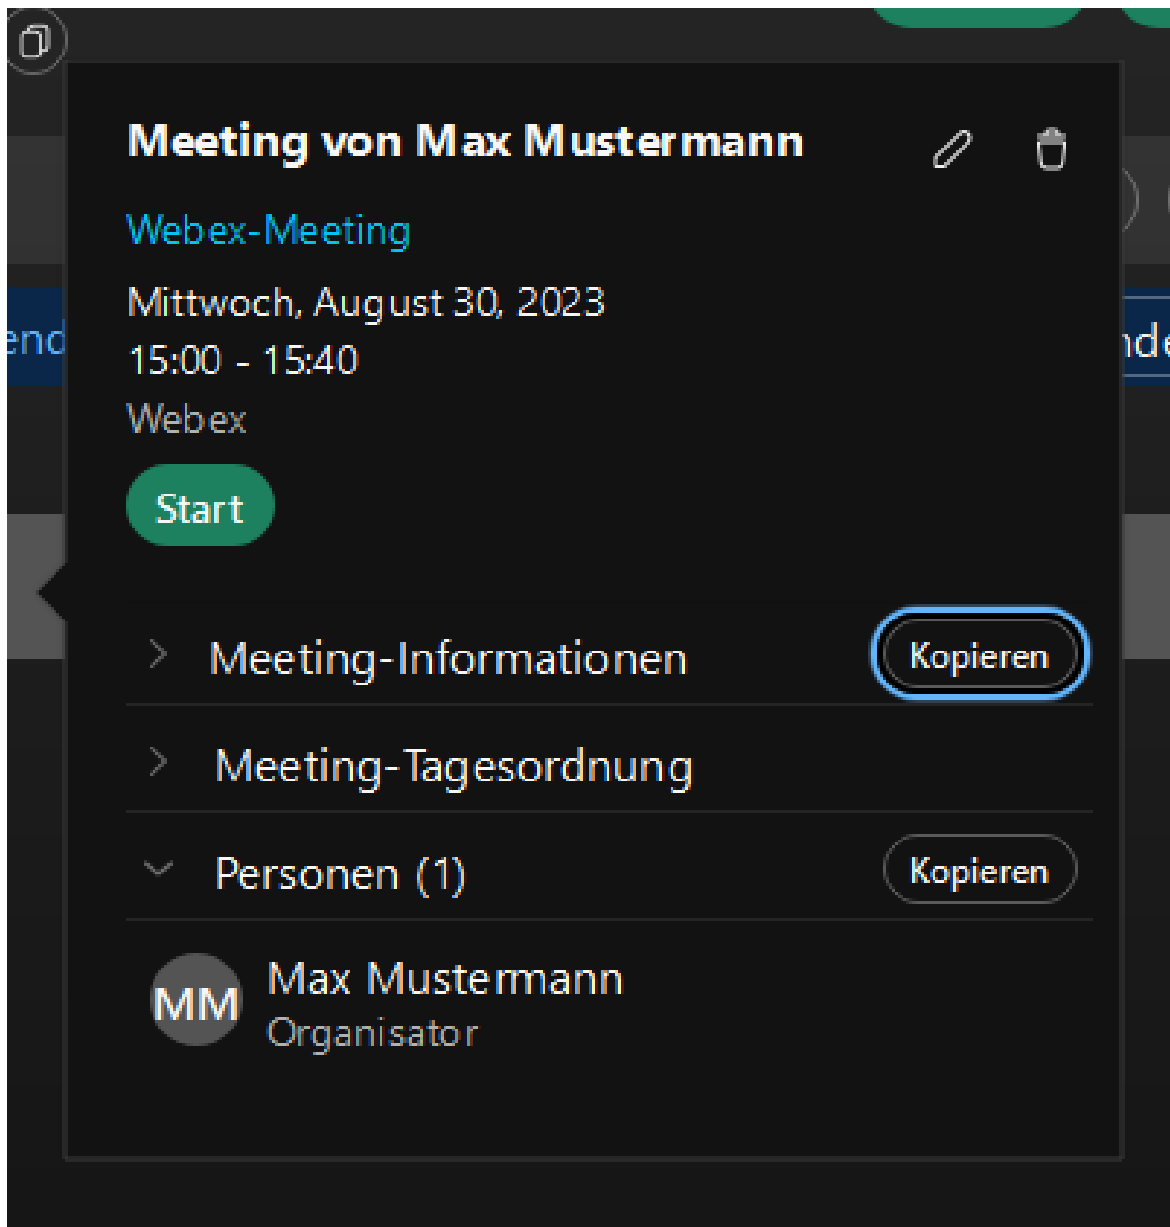 Meeting von Max Mustermann
Webex-Meeting
Mittwoch, August 30, 2023
15:00 - 15:40
Webex
Start
Meeting-Informationen
Kopieren
Meeting-Tagesordnung
Personen (1)
Kopieren
MM
Max Mustermann
Organisator